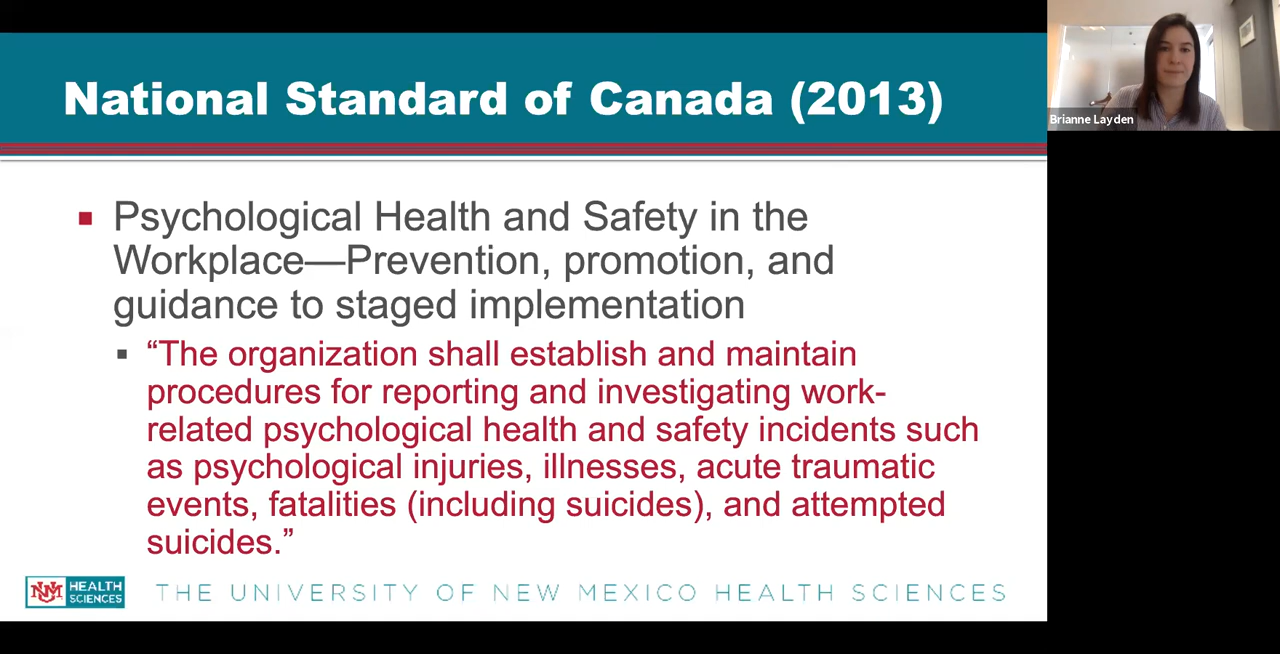 National Standard of Canada (2013)
Brianne Layden
Psychological Health and Safety in the
Workplace—Prevention, promotion, and
guidance to staged implementation
“The organization shall establish and maintain
procedures for reporting and investigating work-
related psychological health and safety incidents such
as psychological injuries, illnesses, acute traumatic
events, fatalities (including suicides), and attempted
suicides.”
UNM HEALTH
SCIENCES
THE UNIVERSITY OF NEW MEXICO HEALTH SCIENCES